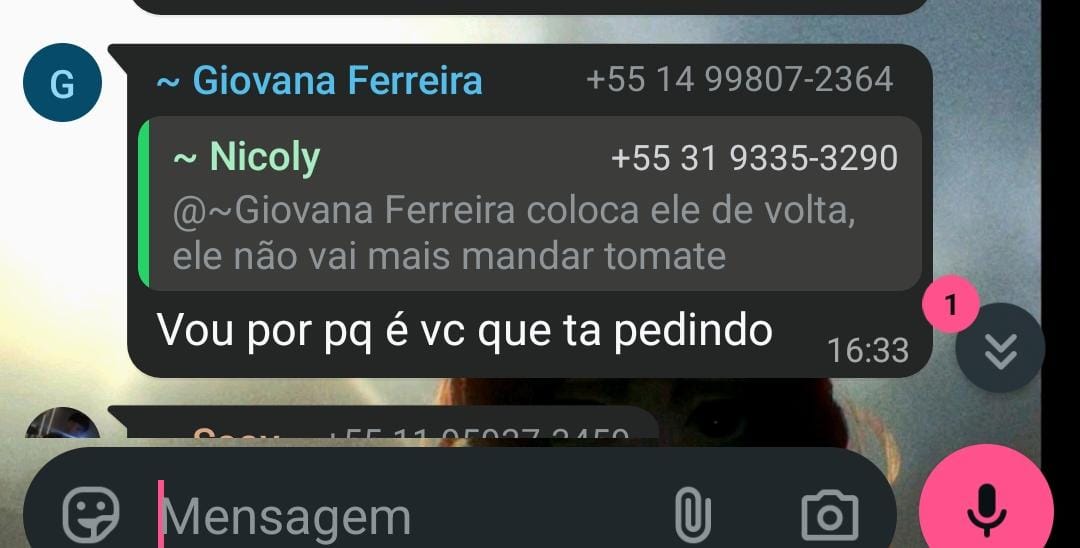 G
~ Giovana Ferreira +55 14 99807-2364
~ Nicoly +55 31 9335-3290
@~Giovana Ferreira coloca ele de volta,
ele não vai mais mandar tomate
Vou por pq é vc que ta pedindo
16:33
1
Mensagem